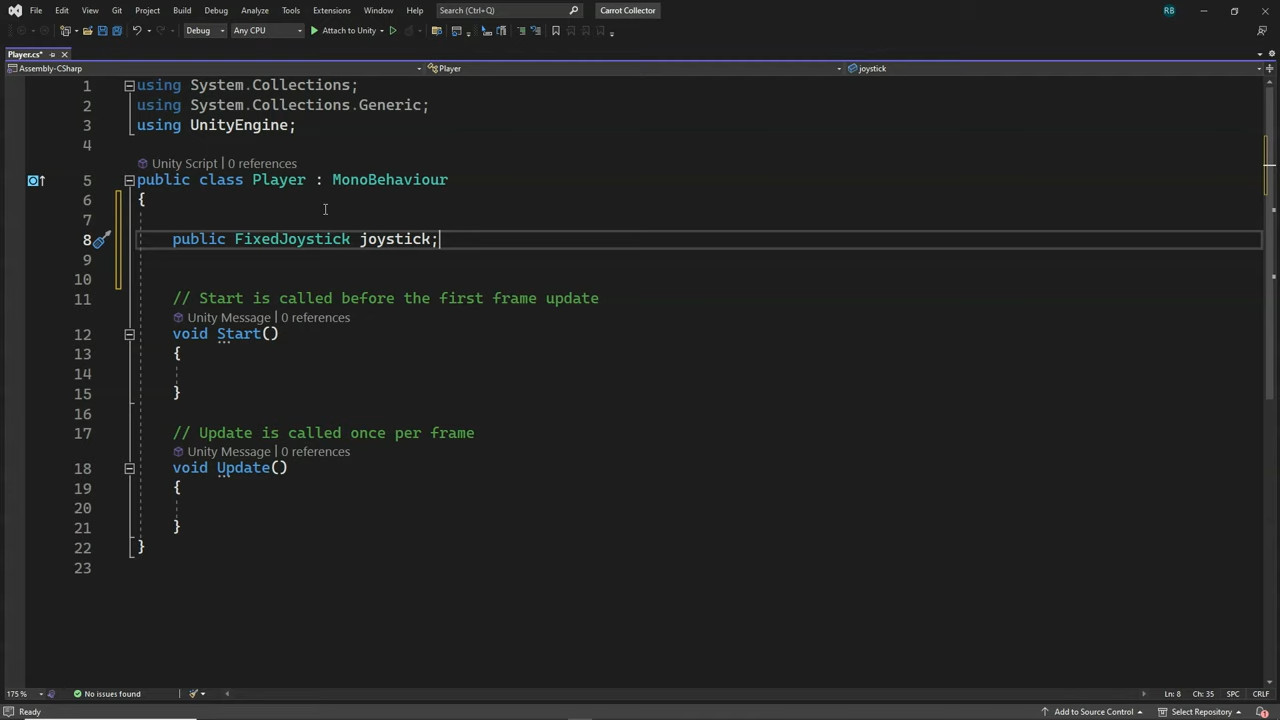 File Edit View Git Project Build Debug Analyze Tools Extensions Window Help Search (Ctrl+Q) Carrot Collector RB
Debug Any CPU Attach to Unity
Player.cs*
Assembly-CSharp Player joystick
1 using System.Collections;
2 using System.Collections.Generic;
3 using UnityEngine;
4
Unity Script | 0 references
5 public class Player : MonoBehaviour
6 {
7
8 public FixedJoystick joystick;
9
10
11 // Start is called before the first frame update
Unity Message | 0 references
12 void Start()
13 {
14
15 }
16
17 // Update is called once per frame
Unity Message | 0 references
18 void Update()
19 {
20
21 }
22 }
23
175 % No issues found Ln: 8 Ch: 35 SPC CRLF
Ready Add to Source Control Select Repository 1